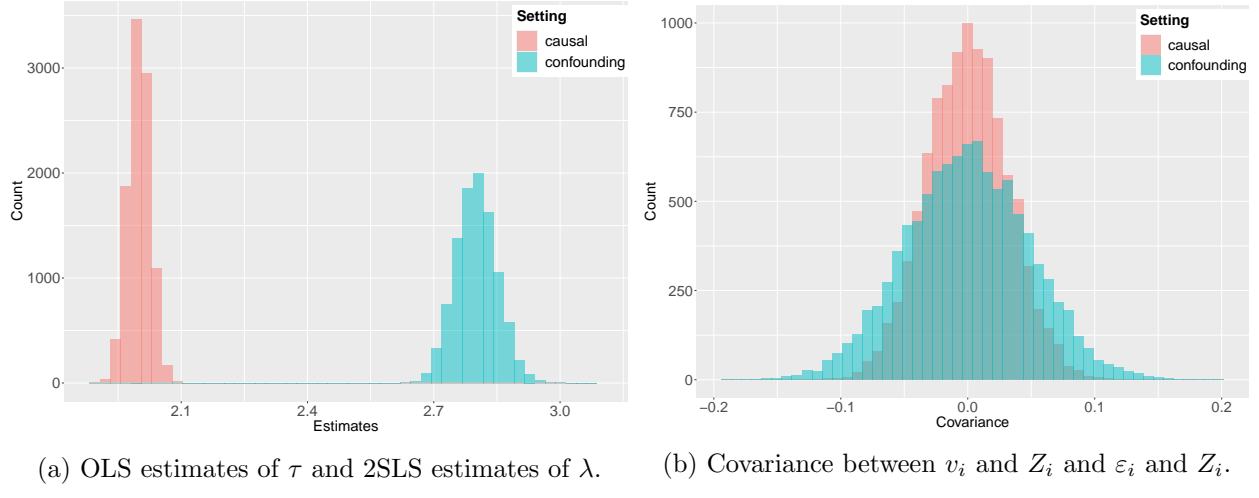 Setting
causal
confounding
3000
2000
1000
0
Count
2.1
2.4
2.7
3.0
Estimates
(a) OLS estimates of τ and 2SLS estimates of λ.
Setting
causal
confounding
1000
750
500
250
0
Count
−0.2
−0.1
0.0
0.1
0.2
Covariance
(b) Covariance between vᵢ and Zᵢ and εᵢ and Zᵢ.